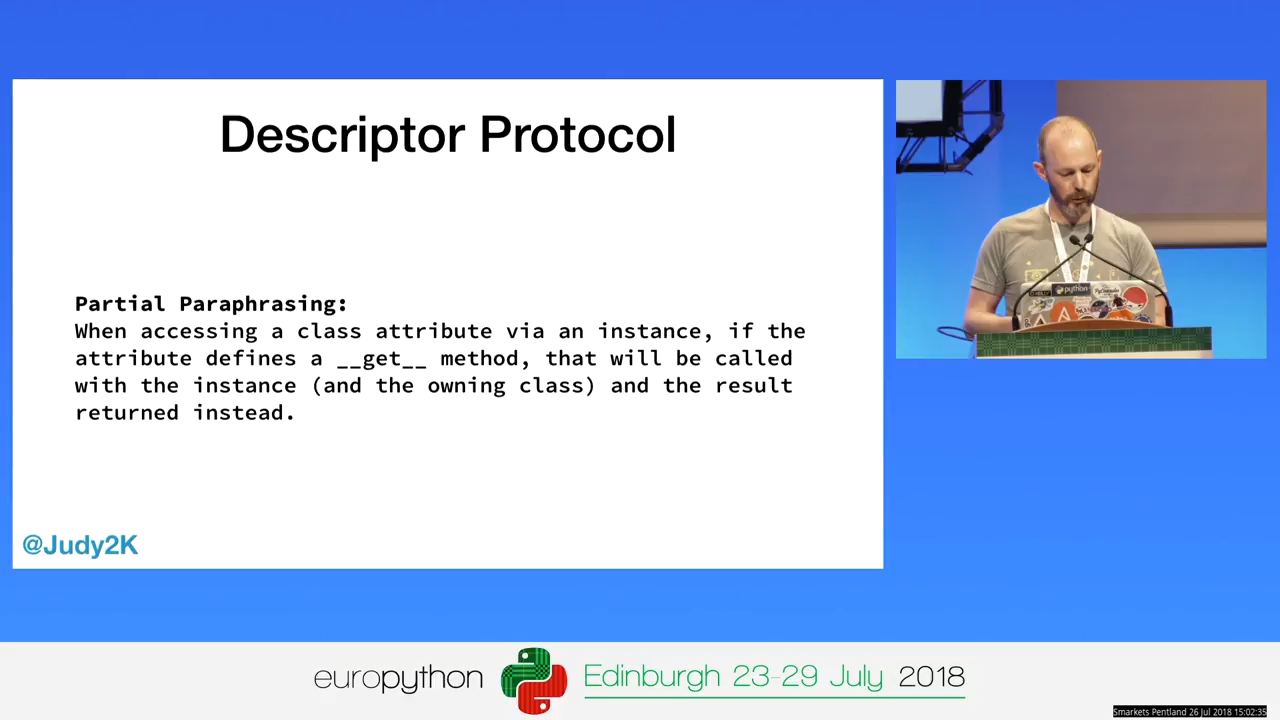 Descriptor Protocol
Partial Paraphrasing:
When accessing a class attribute via an instance, if the
attribute defines a __get__ method, that will be called
with the instance (and the owning class) and the result
returned instead.
@Judy2K
python
europython Edinburgh 23-29 July 2018
Smarkets Pentland 26 Jul 2018 15:02:35